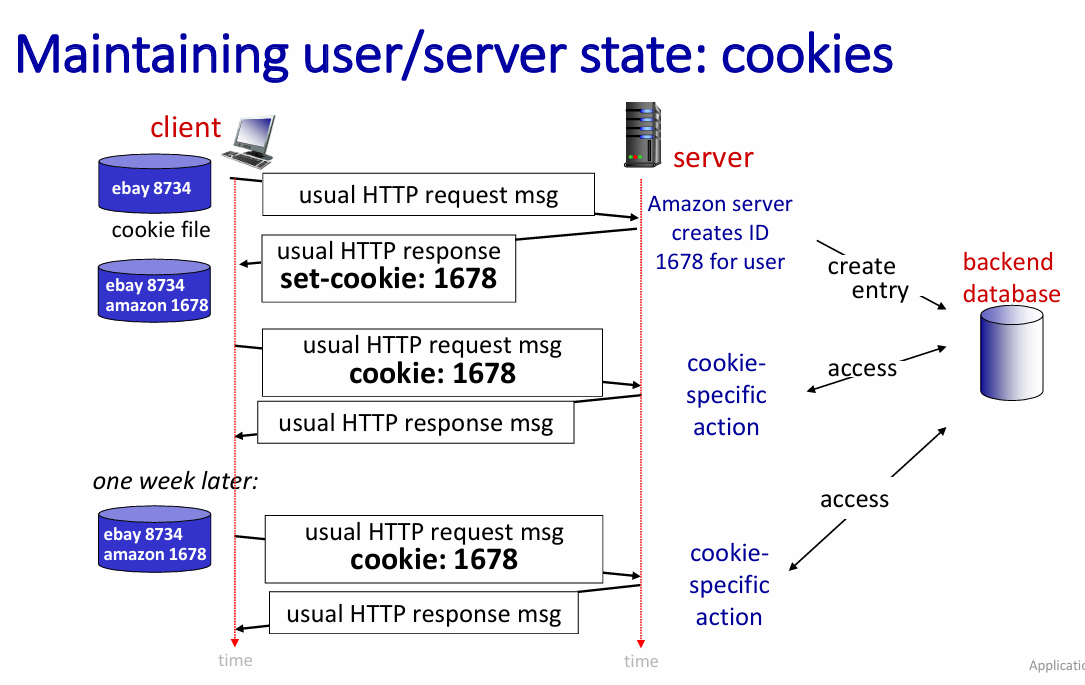 Maintaining user/server state: cookies
client
server
ebay 8734
cookie file
usual HTTP request msg
Amazon server
creates ID
1678 for user
usual HTTP response
set-cookie: 1678
ebay 8734
amazon 1678
create
entry
backend
database
usual HTTP request msg
cookie: 1678
cookie-
specific
action
access
usual HTTP response msg
one week later:
ebay 8734
amazon 1678
usual HTTP request msg
cookie: 1678
access
cookie-
specific
action
usual HTTP response msg
time
time